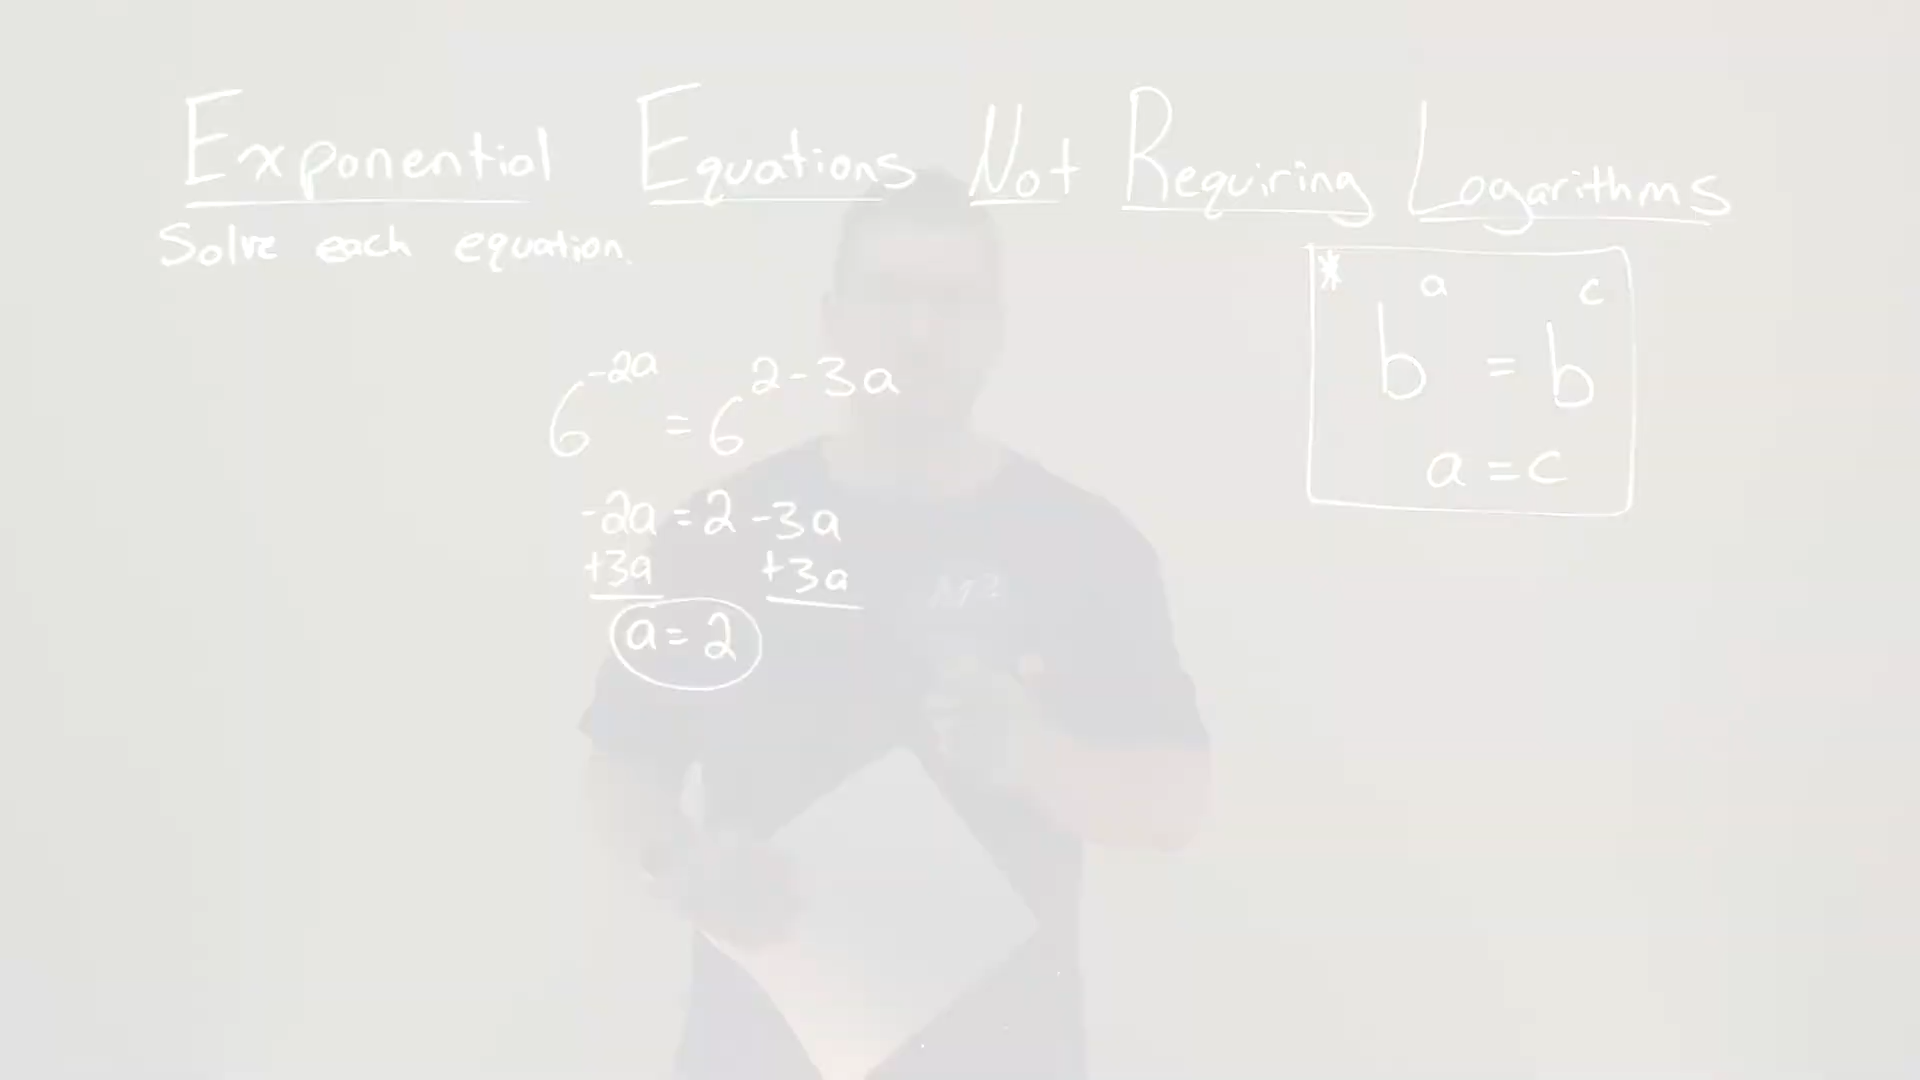 Exponential Equations Not Requiring Logarithms
Solve each equation.
* b^a = b^c
a = c
6^-2a = 6^2-3a
-2a = 2 -3a
+3a +3a
a = 2
M³